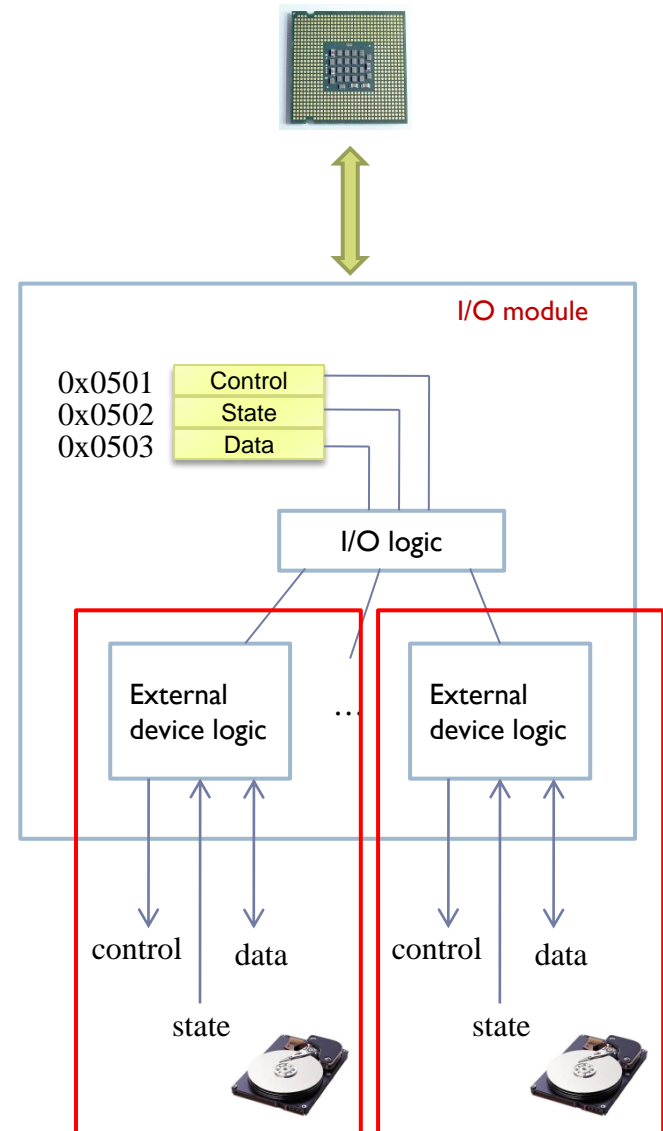 I/O module
0x0501 Control
0x0502 State
0x0503 Data
I/O logic
External
device logic
...
External
device logic
control data
state
control data
state